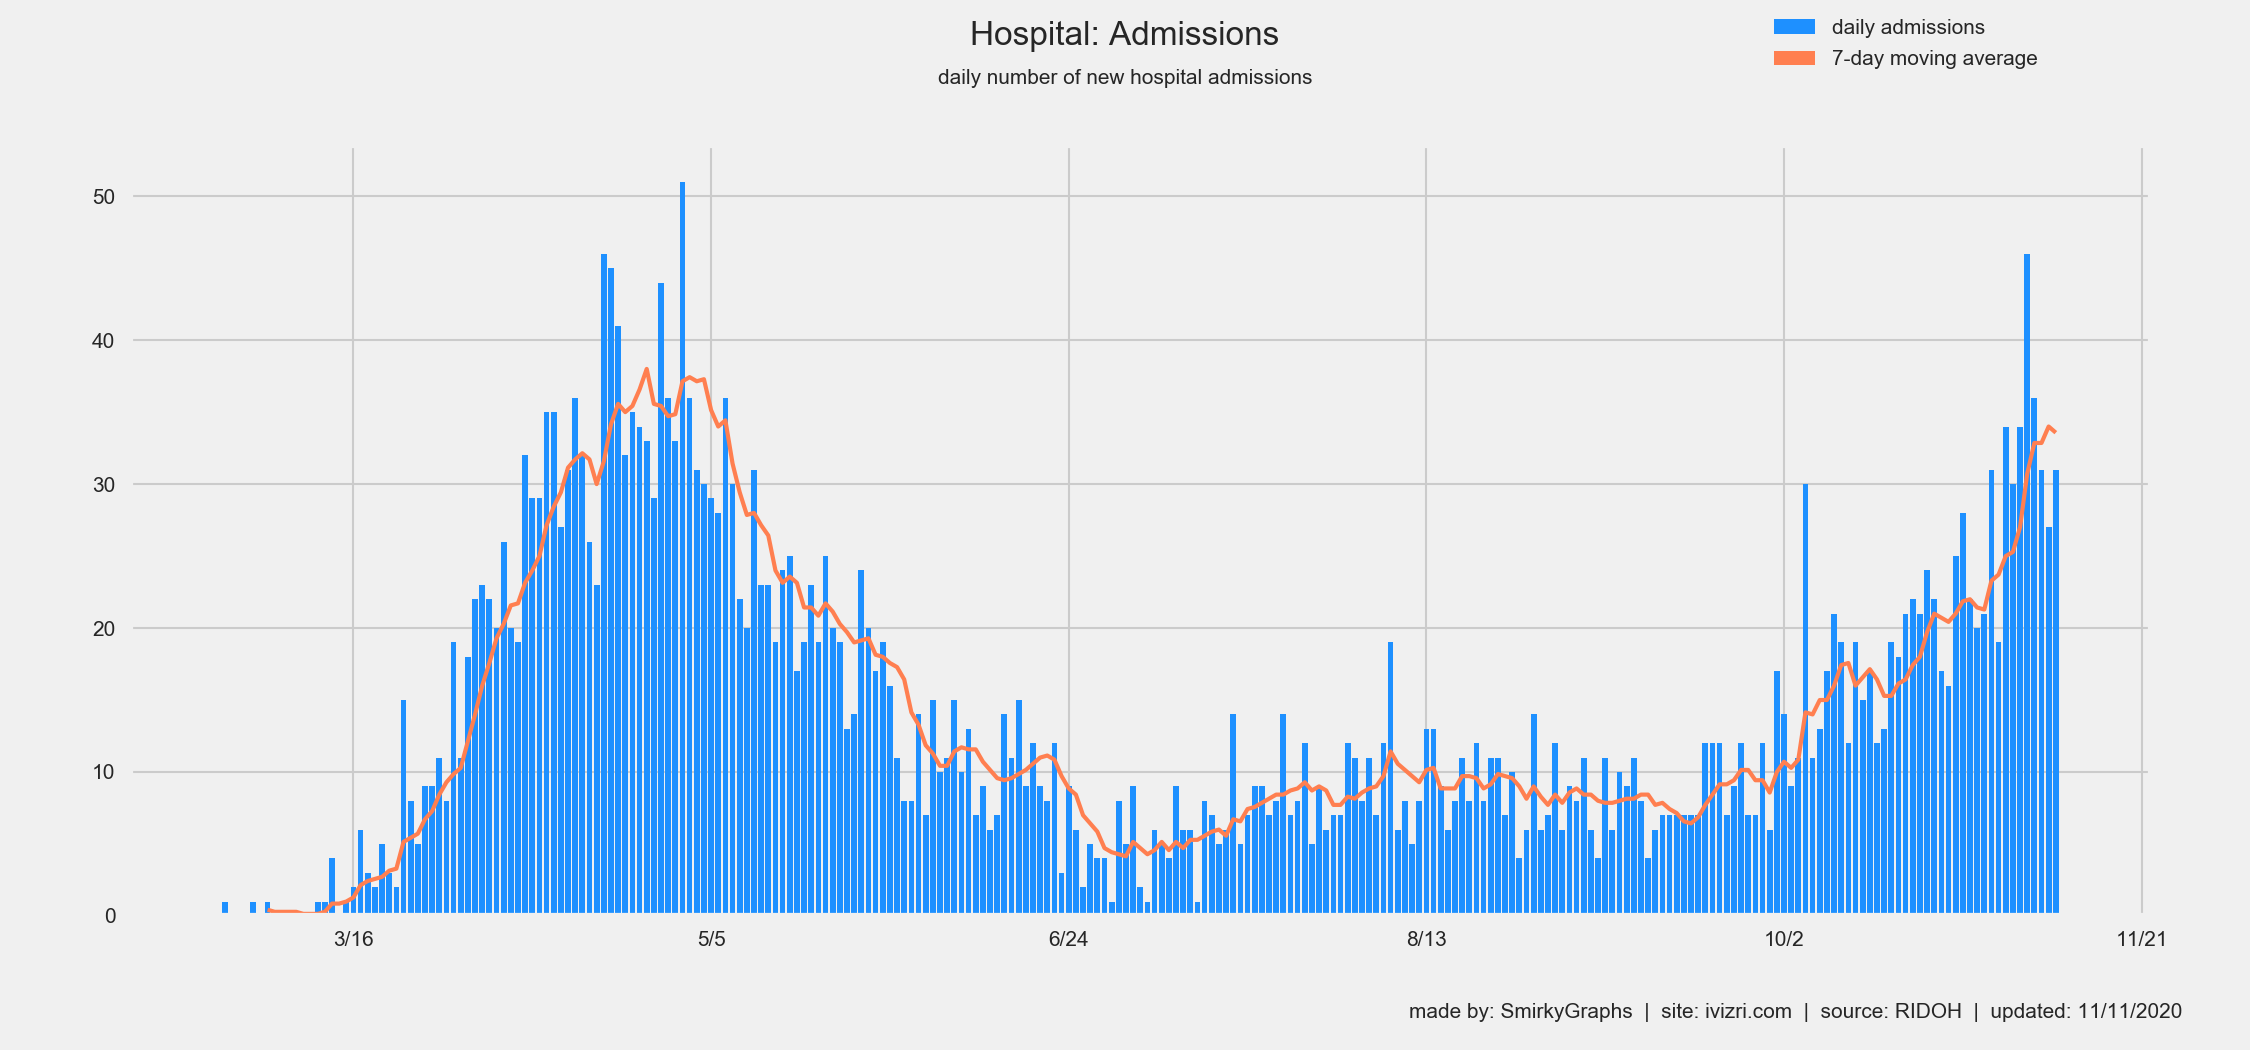 Hospital: Admissions
daily number of new hospital admissions
daily admissions
7-day moving average
50
40
30
20
10
0
3/16 5/5 6/24 8/13 10/2 11/21
made by: SmirkyGraphs | site: ivizri.com | source: RIDOH | updated: 11/11/2020